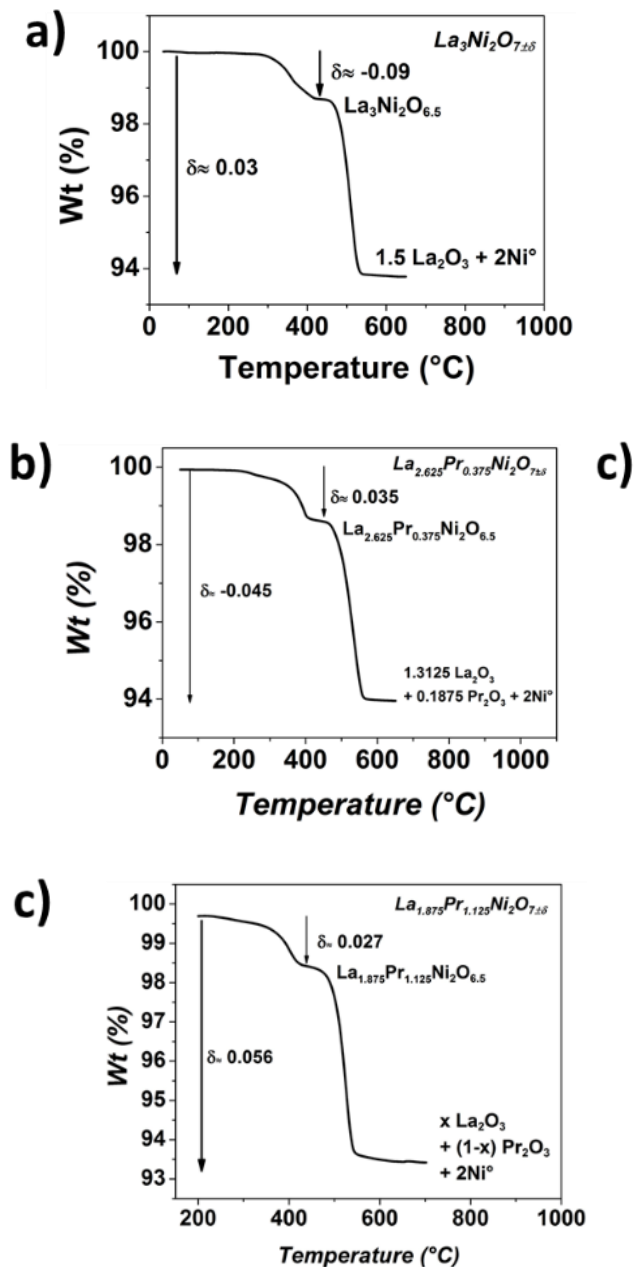 a)
La₃Ni₂O₇±δ
δ≈ -0.09
La₃Ni₂O₆.₅
δ≈ 0.03
1.5 La₂O₃ + 2Ni°
Wt (%)
100
98
96
94
0 200 400 600 800 1000
Temperature (°C)
b)
c)
La₂.₆₂₅Pr₀.₃₇₅Ni₂O₇±δ
δ≈ 0.035
La₂.₆₂₅Pr₀.₃₇₅Ni₂O₆.₅
δ≈ -0.045
1.3125 La₂O₃
+ 0.1875 Pr₂O₃ + 2Ni°
Wt (%)
100
98
96
94
0 200 400 600 800 1000
Temperature (°C)
c)
La₁.₈₇₅Pr₁.₁₂₅Ni₂O₇±δ
δ≈ 0.027
La₁.₈₇₅Pr₁.₁₂₅Ni₂O₆.₅
δ≈ 0.056
x La₂O₃
+ (1-x) Pr₂O₃
+ 2Ni°
Wt (%)
100
99
98
97
96
95
94
93
200 400 600 800 1000
Temperature (°C)